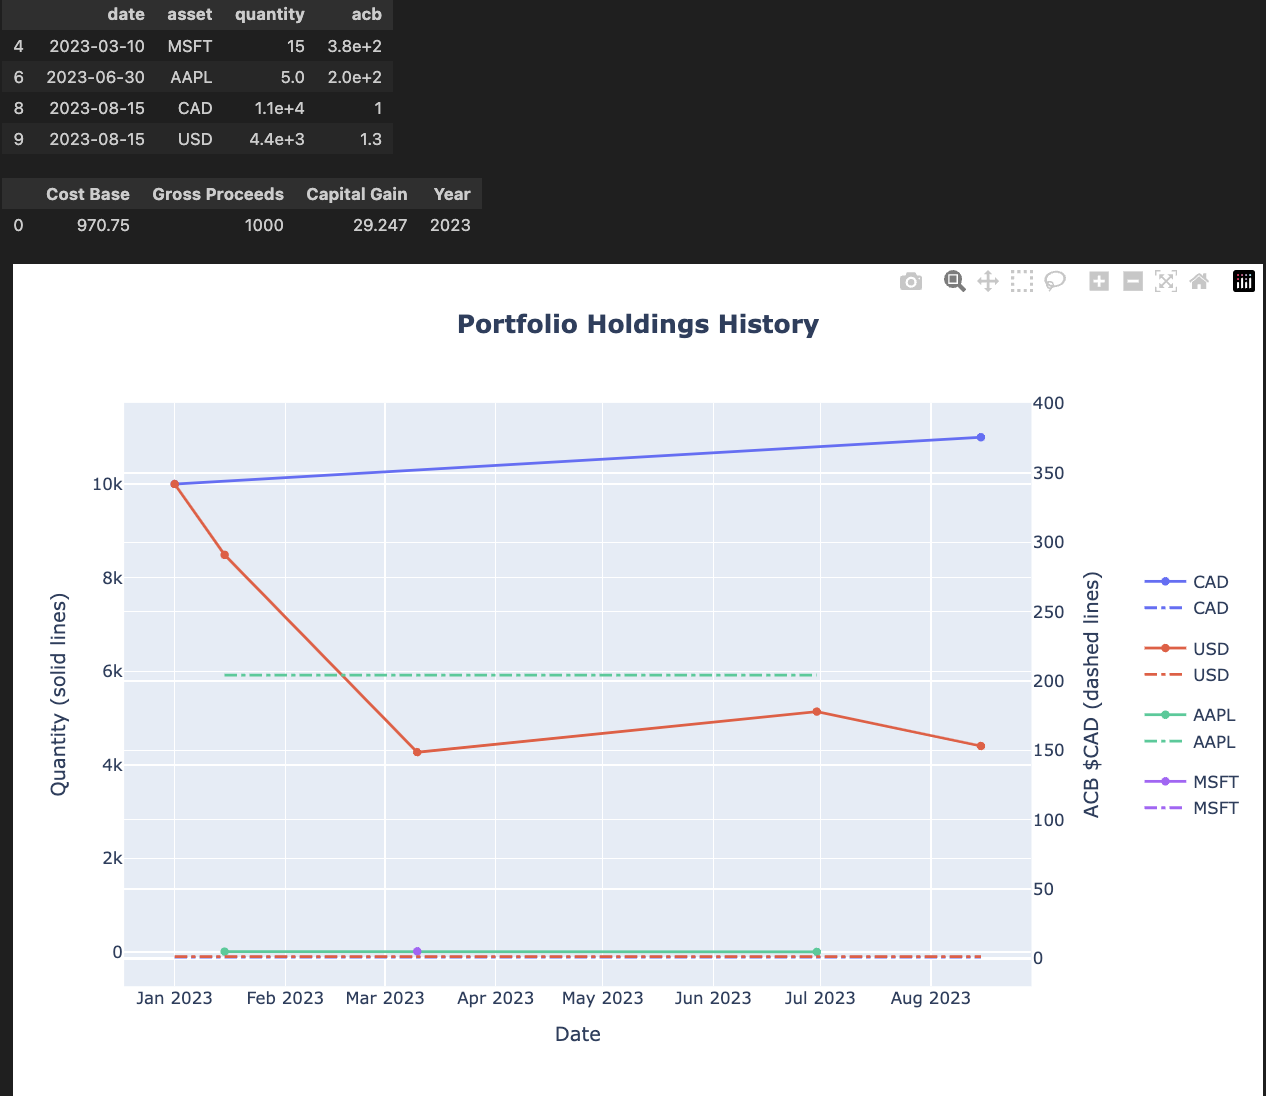 date asset quantity acb
4 2023-03-10 MSFT 15 3.8e+2
6 2023-06-30 AAPL 5.0 2.0e+2
8 2023-08-15 CAD 1.1e+4 1
9 2023-08-15 USD 4.4e+3 1.3
Cost Base Gross Proceeds Capital Gain Year
0 970.75 1000 29.247 2023
Portfolio Holdings History
Quantity (solid lines)
10k
8k
6k
4k
2k
0
400
350
300
250
200
150
100
50
0
ACB $CAD (dashed lines)
Jan 2023 Feb 2023 Mar 2023 Apr 2023 May 2023 Jun 2023 Jul 2023 Aug 2023
Date
CAD
CAD
USD
USD
AAPL
AAPL
MSFT
MSFT